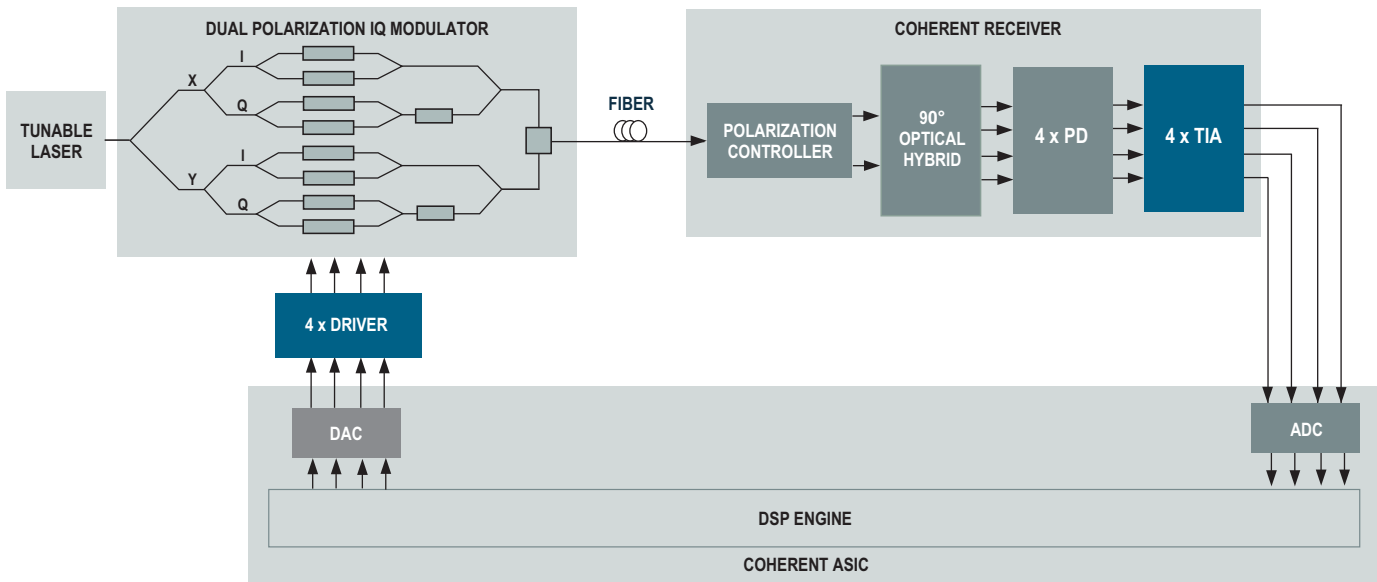 DUAL POLARIZATION IQ MODULATOR
COHERENT RECEIVER
I
X
Q
TUNABLE
LASER
FIBER
POLARIZATION
CONTROLLER
90°
OPTICAL
HYBRID
4 x PD
4 x TIA
I
Y
Q
4 x DRIVER
DAC
ADC
DSP ENGINE
COHERENT ASIC